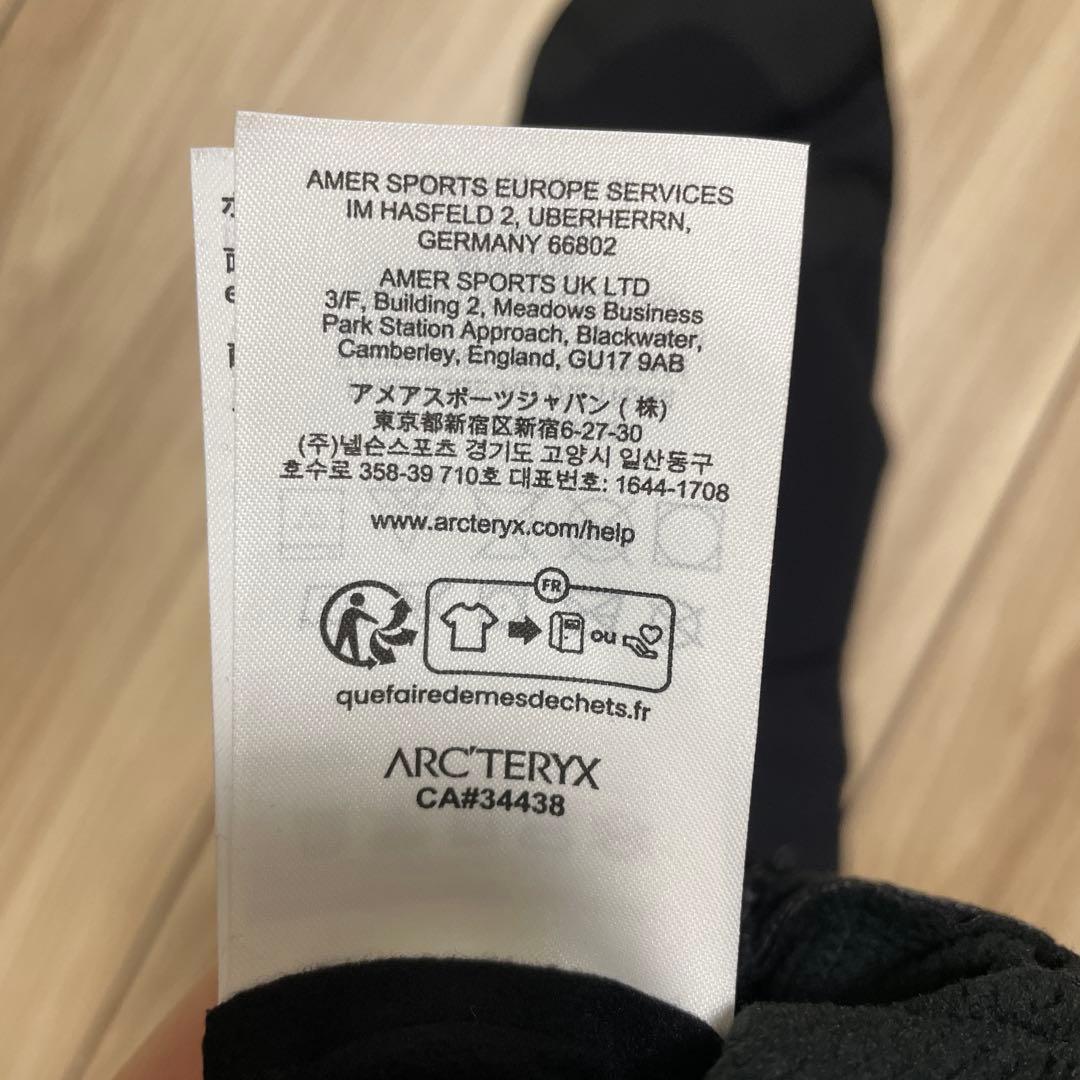 AMER SPORTS EUROPE SERVICES
IM HASFELD 2, UBERHERRN,
GERMANY 66802
AMER SPORTS UK LTD
3/F, Building 2, Meadows Business
Park Station Approach, Blackwater,
Camberley, England, GU17 9AB
アメアスポーツジャパン (株)
東京都新宿区新宿6-27-30
(주)넬슨스포츠 경기도 고양시 일산동구
호수로 358-39 710호 대표번호: 1644-1708
www.arcteryx.com/help
FR
ou
quefairedemesdechets.fr
ARC'TERYX
CA#34438